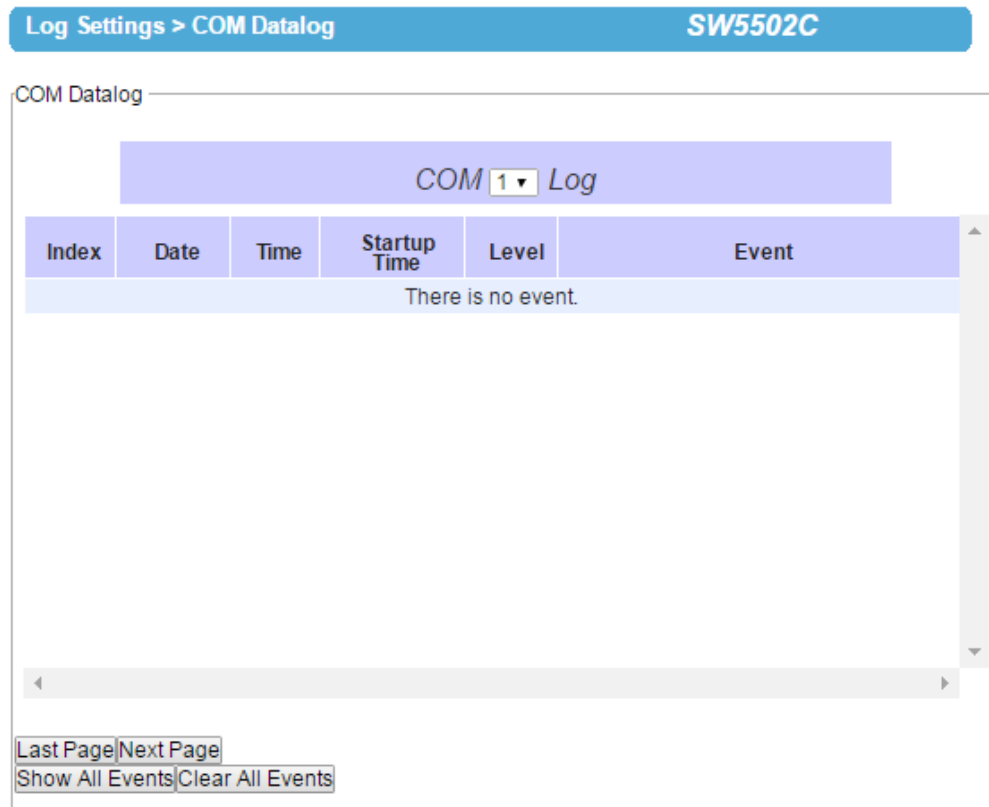 Log Settings > COM Datalog SW5502C
COM Datalog
COM 1 Log
Index Date Time Startup Time Level Event
There is no event.
Last Page Next Page
Show All Events Clear All Events